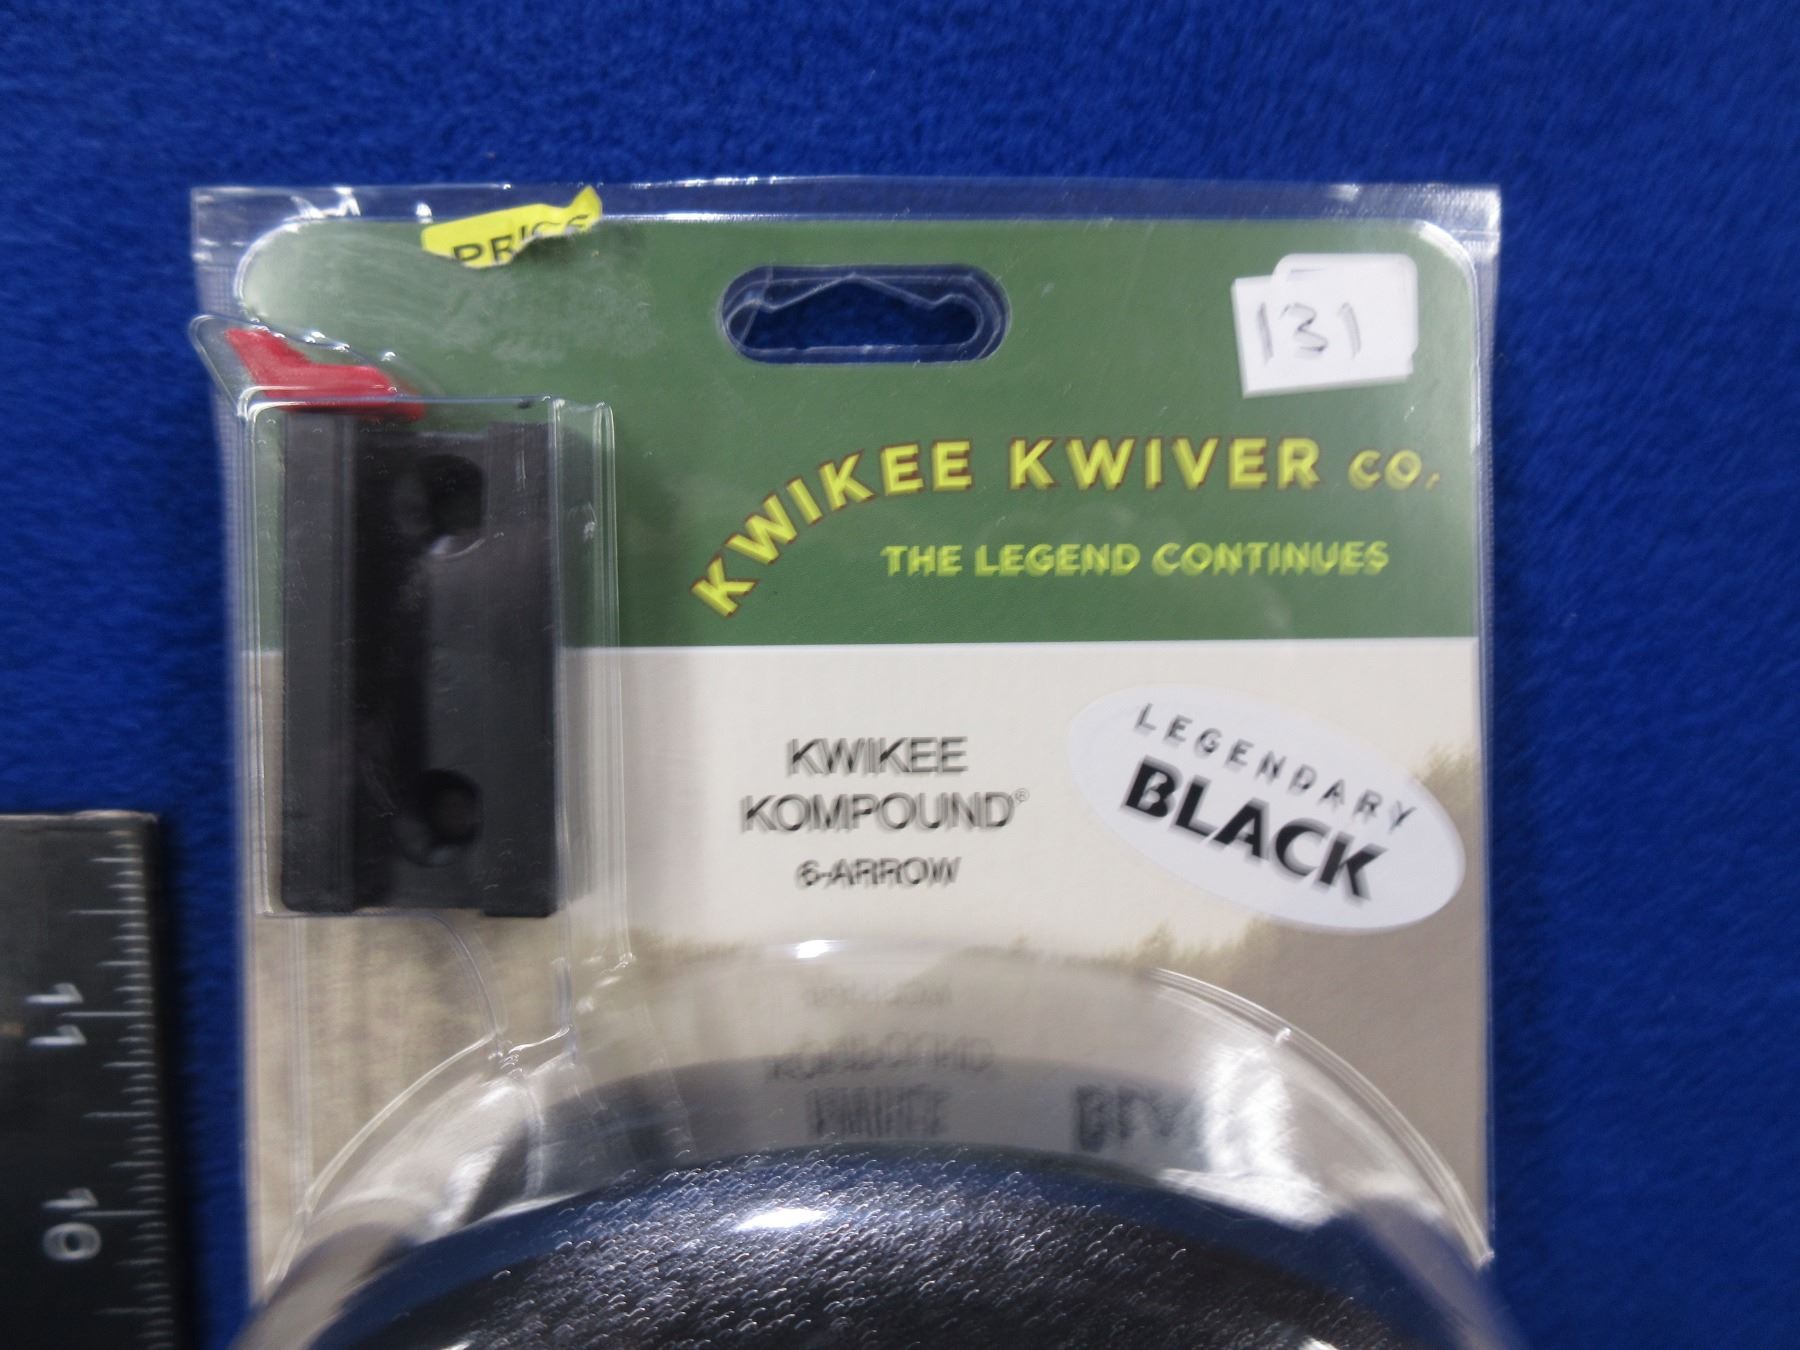 PRICE
131
KWIKEE KWIVER CO.
THE LEGEND CONTINUES
KWIKEE
KOMPOUND®
6-ARROW
LEGENDARY
BLACK
11
10